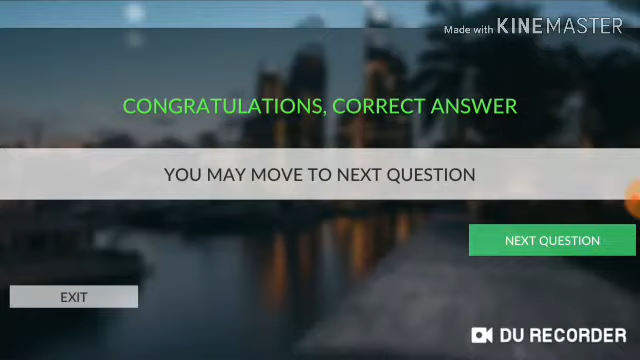 Made with KINEMASTER
CONGRATULATIONS, CORRECT ANSWER
YOU MAY MOVE TO NEXT QUESTION
NEXT QUESTION
EXIT
DU RECORDER